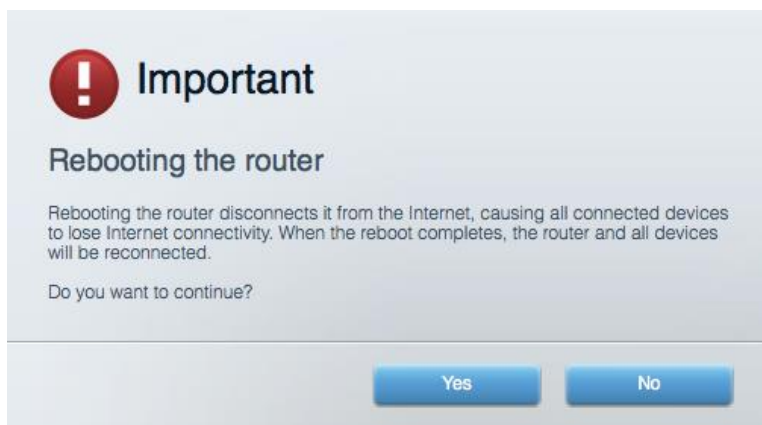 Important
Rebooting the router
Rebooting the router disconnects it from the Internet, causing all connected devices
to lose Internet connectivity. When the reboot completes, the router and all devices
will be reconnected.
Do you want to continue?
Yes
No